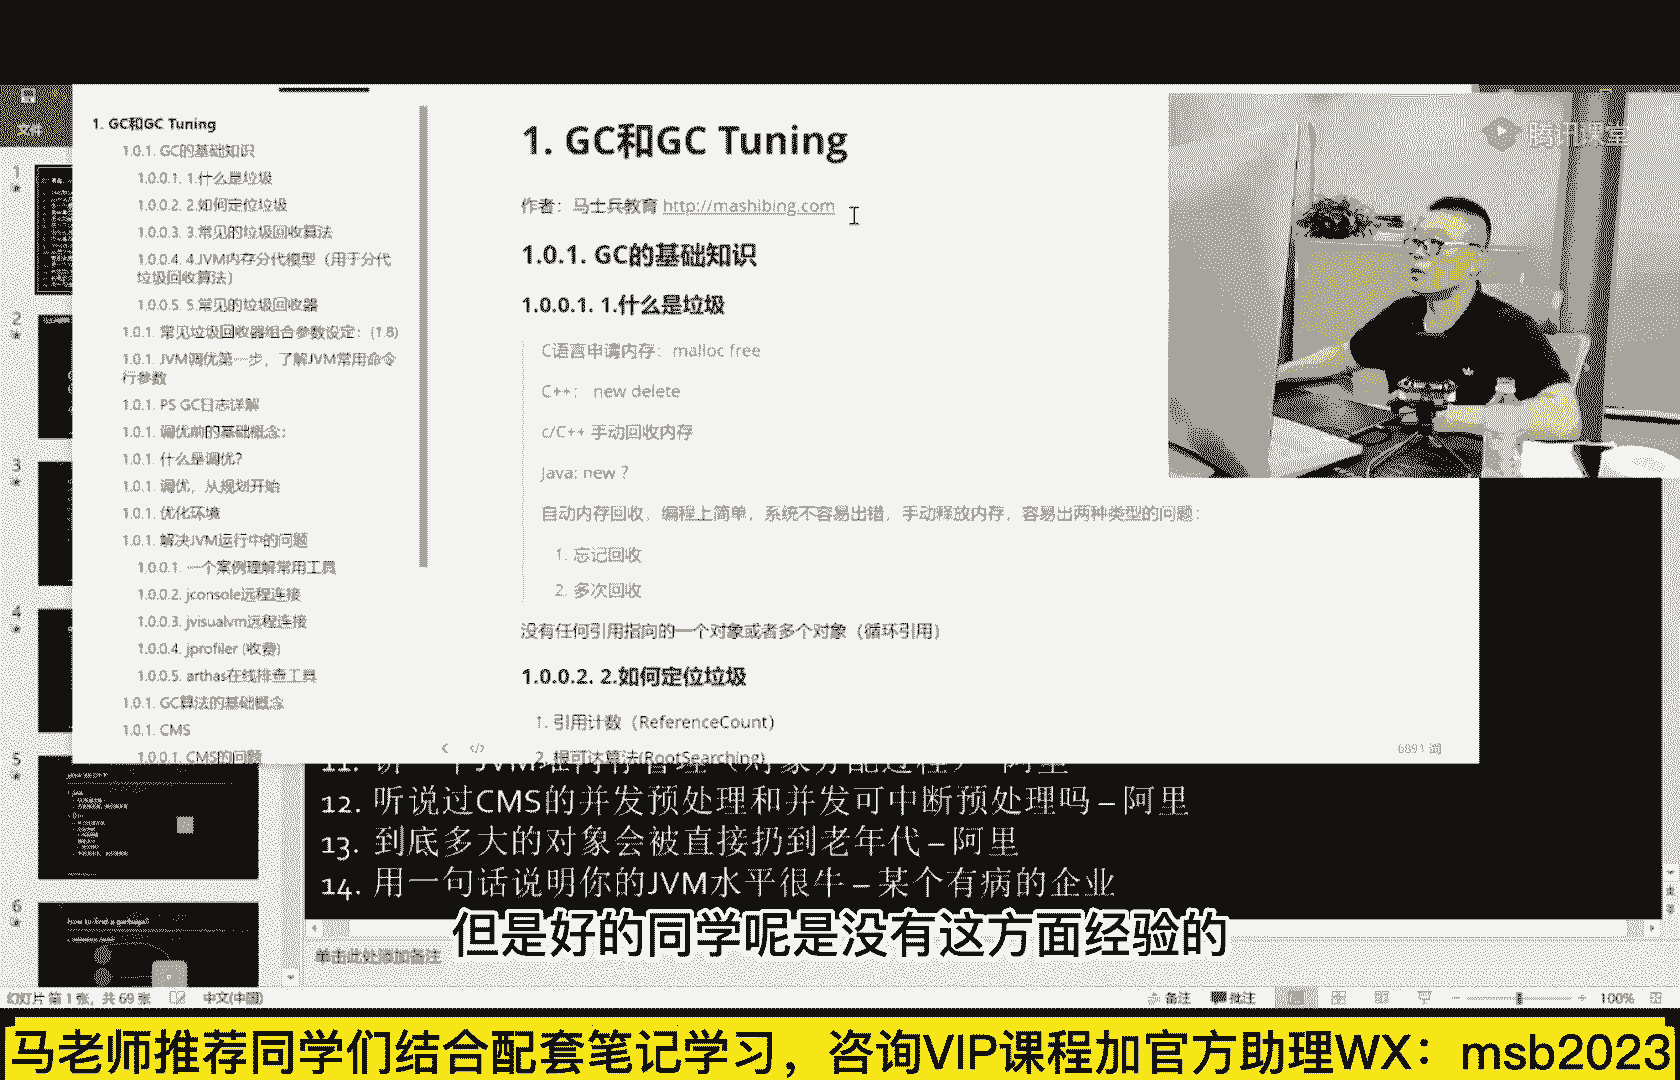 文件
1. GC和GC Tuning
1.0.1. GC的基础知识
1.0.0.1. 1.什么是垃圾
1.0.0.2. 2.如何定位垃圾
1.0.0.3. 3.常见的垃圾回收算法
1.0.0.4. 4.JVM内存分代模型（用于分代
垃圾回收算法）
1.0.0.5. 5.常见的垃圾回收器
1.0.1. 常见垃圾回收器组合参数设定：(1.8)
1.0.1. JVM调优第一步，了解JVM常用命令
行参数
1.0.1. PS GC日志详解
1.0.1. 调优前的基础概念：
1.0.1. 什么是调优？
1.0.1. 调优，从规划开始
1.0.1. 优化环境
1.0.1. 解决JVM运行中的问题
1.0.0.1. 一个案例理解常用工具
1.0.0.2. jconsole远程连接
1.0.0.3. jvisualvm远程连接
1.0.0.4. jprofiler (收费)
1.0.0.5. arthas在线排查工具
1.0.1. GC算法的基础概念
1.0.1. CMS
1.0.0.1. CMS的问题
1. GC和GC Tuning
作者：马士兵教育 http://mashibing.com
1.0.1. GC的基础知识
1.0.0.1. 1.什么是垃圾
C语言申请内存：malloc free
C++： new delete
c/C++ 手动回收内存
Java: new ？
自动内存回收，编程上简单，系统不容易出错，手动释放内存，容易出两种类型的问题：
1. 忘记回收
2. 多次回收
没有任何引用指向的一个对象或者多个对象（循环引用）
1.0.0.2. 2.如何定位垃圾
1. 引用计数（ReferenceCount）
2. 根可达算法(RootSearching)
6891 词
腾讯课堂
1
2
3
4
5
6
11. 讲一下JVM堆内存管理（对象分配过程）– 阿里
12. 听说过CMS的并发预处理和并发可中断预处理吗 – 阿里
13. 到底多大的对象会被直接扔到老年代 – 阿里
14. 用一句话说明你的JVM水平很牛 – 某个有病的企业
但是好的同学呢是没有这方面经验的
单击此处添加备注
幻灯片 第 1 张，共 69 张
中文(中国)
备注
批注
100%
马老师推荐同学们结合配套笔记学习，咨询VIP课程加官方助理WX：msb2023